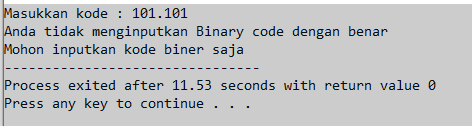 Masukkan kode : 101.101
Anda tidak menginputkan Binary code dengan benar
Mohon inputkan kode biner saja
--------------------------------
Process exited after 11.53 seconds with return value 0
Press any key to continue . . .